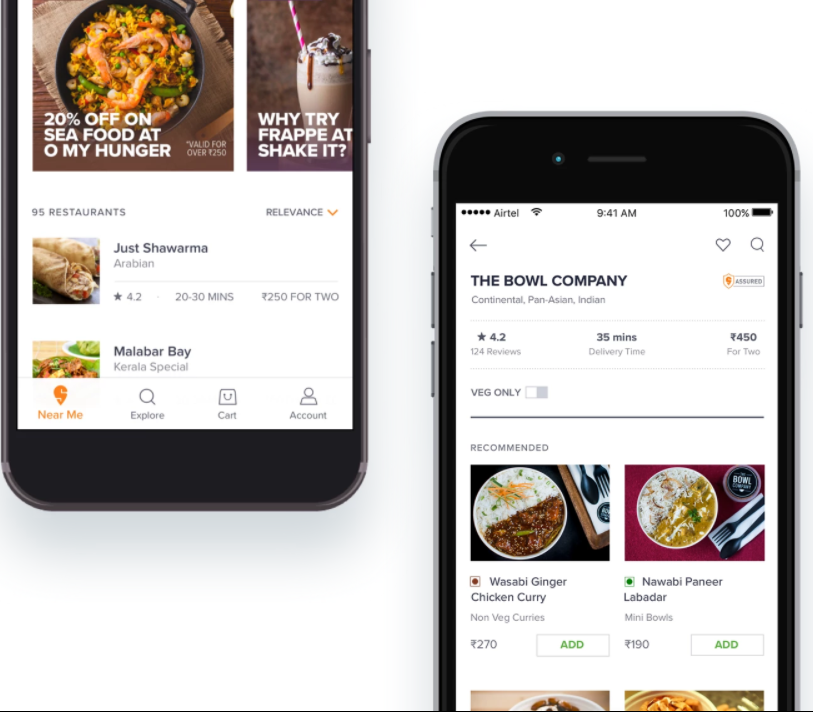 20% OFF ON
SEA FOOD AT
O MY HUNGER
*VALID FOR
OVER ₹250
WHY TRY
FRAPPE AT
SHAKE IT?
95 RESTAURANTS
RELEVANCE
Just Shawarma
Arabian
★ 4.2 · 20-30 MINS ₹250 FOR TWO
Malabar Bay
Kerala Special
Near Me
Explore
Cart
Account
Airtel 9:41 AM 100%
THE BOWL COMPANY
ASSURED
Continental, Pan-Asian, Indian
★ 4.2 35 mins ₹450
124 Reviews Delivery Time For Two
VEG ONLY
RECOMMENDED
BOWL
COMPANY
Wasabi Ginger
Chicken Curry
Non Veg Curries
₹270 ADD
Nawabi Paneer
Labadar
Mini Bowls
₹190 ADD